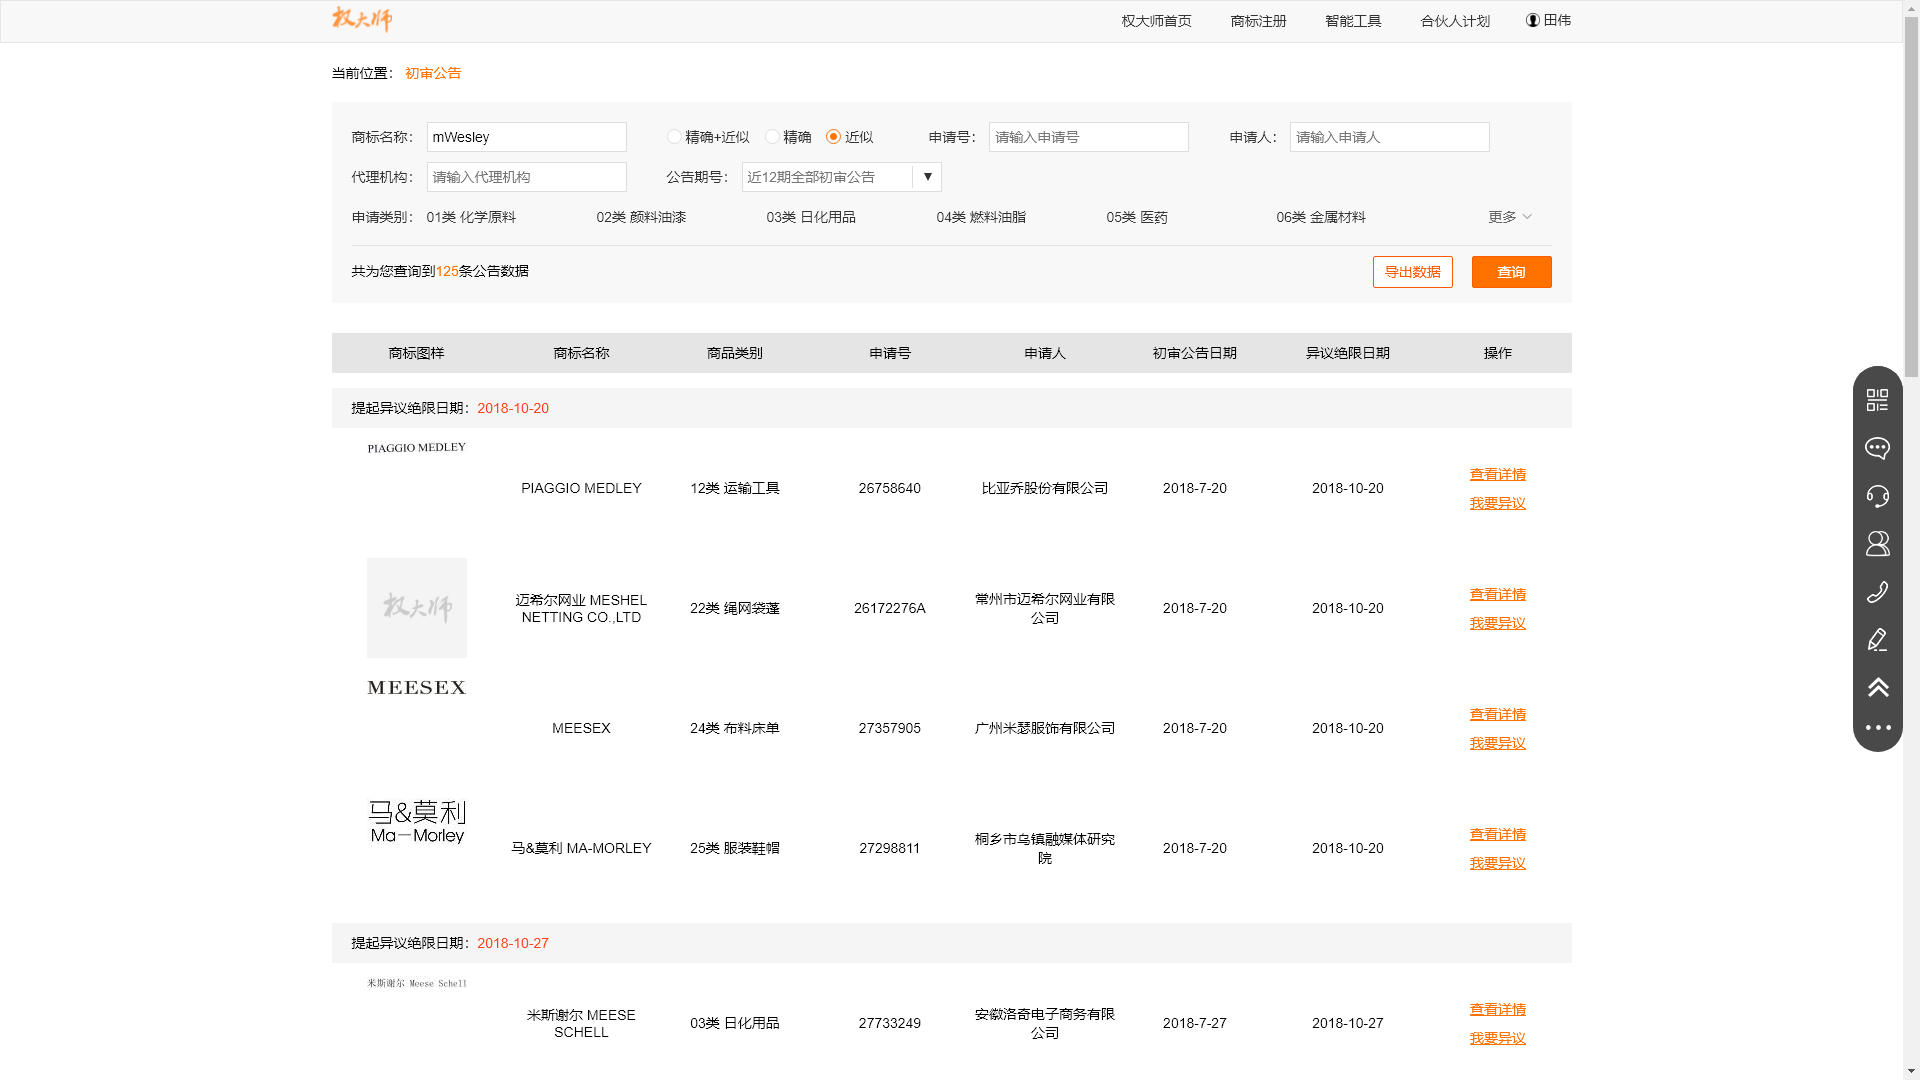 权大师
权大师首页 商标注册 智能工具 合伙人计划 田伟
当前位置： 初审公告
商标名称： mWesley 精确+近似 精确 近似 申请号： 请输入申请号 申请人： 请输入申请人
代理机构： 请输入代理机构 公告期号： 近12期全部初审公告 ▼
申请类别： 01类 化学原料 02类 颜料油漆 03类 日化用品 04类 燃料油脂 05类 医药 06类 金属材料 更多
共为您查询到125条公告数据 导出数据 查询
商标图样 商标名称 商品类别 申请号 申请人 初审公告日期 异议绝限日期 操作
提起异议绝限日期：2018-10-20
PIAGGIO MEDLEY
PIAGGIO MEDLEY 12类 运输工具 26758640 比亚乔股份有限公司 2018-7-20 2018-10-20 查看详情
我要异议
权大师
迈希尔网业 MESHEL
NETTING CO.,LTD 22类 绳网袋蓬 26172276A 常州市迈希尔网业有限
公司 2018-7-20 2018-10-20 查看详情
我要异议
MEESEX
MEESEX 24类 布料床单 27357905 广州米瑟服饰有限公司 2018-7-20 2018-10-20 查看详情
我要异议
马&莫利
Ma-Morley
马&莫利 MA-MORLEY 25类 服装鞋帽 27298811 桐乡市乌镇融媒体研究
院 2018-7-20 2018-10-20 查看详情
我要异议
提起异议绝限日期：2018-10-27
米斯谢尔 Meese Schell
米斯谢尔 MEESE
SCHELL 03类 日化用品 27733249 安徽洛奇电子商务有限
公司 2018-7-27 2018-10-27 查看详情
我要异议